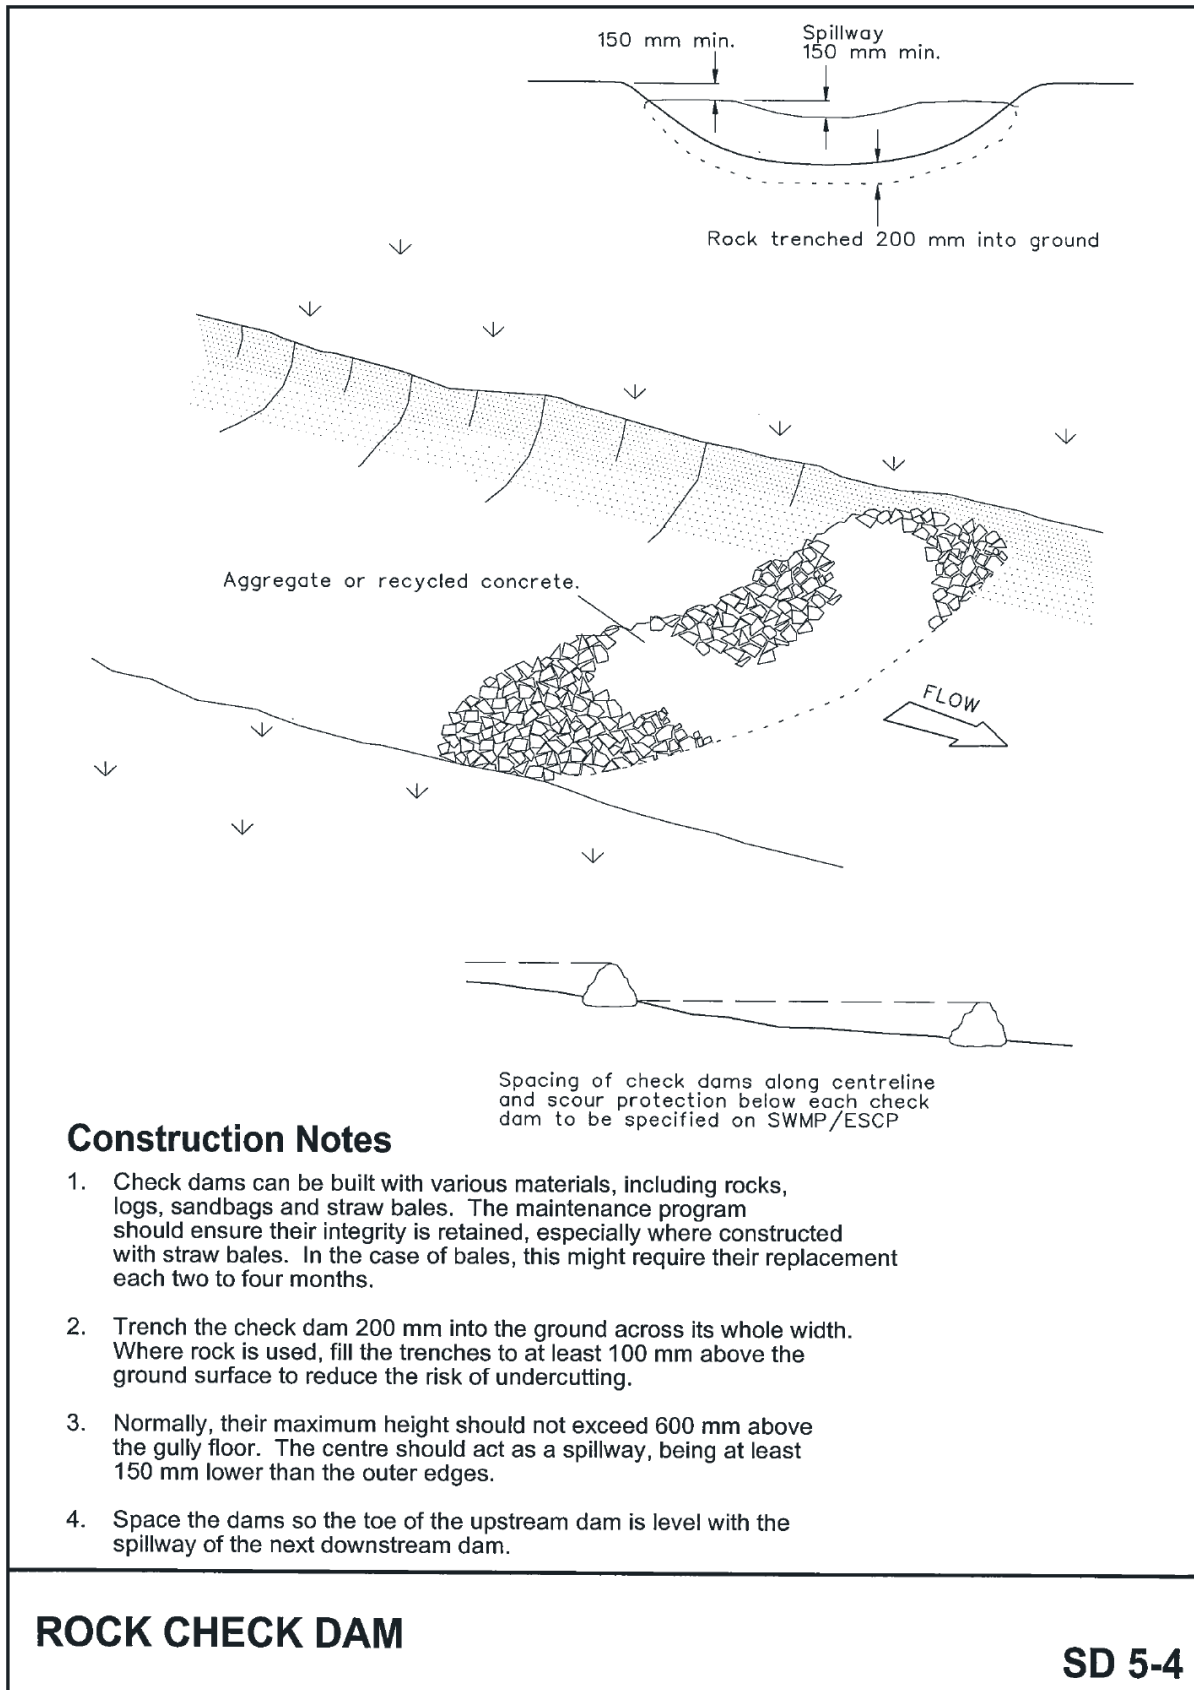 150 mm min.
Spillway
150 mm min.
Rock trenched 200 mm into ground
Aggregate or recycled concrete.
FLOW
Spacing of check dams along centreline
and scour protection below each check
dam to be specified on SWMP/ESCP
Construction Notes
1. Check dams can be built with various materials, including rocks,
logs, sandbags and straw bales. The maintenance program
should ensure their integrity is retained, especially where constructed
with straw bales. In the case of bales, this might require their replacement
each two to four months.
2. Trench the check dam 200 mm into the ground across its whole width.
Where rock is used, fill the trenches to at least 100 mm above the
ground surface to reduce the risk of undercutting.
3. Normally, their maximum height should not exceed 600 mm above
the gully floor. The centre should act as a spillway, being at least
150 mm lower than the outer edges.
4. Space the dams so the toe of the upstream dam is level with the
spillway of the next downstream dam.
ROCK CHECK DAM
SD 5-4